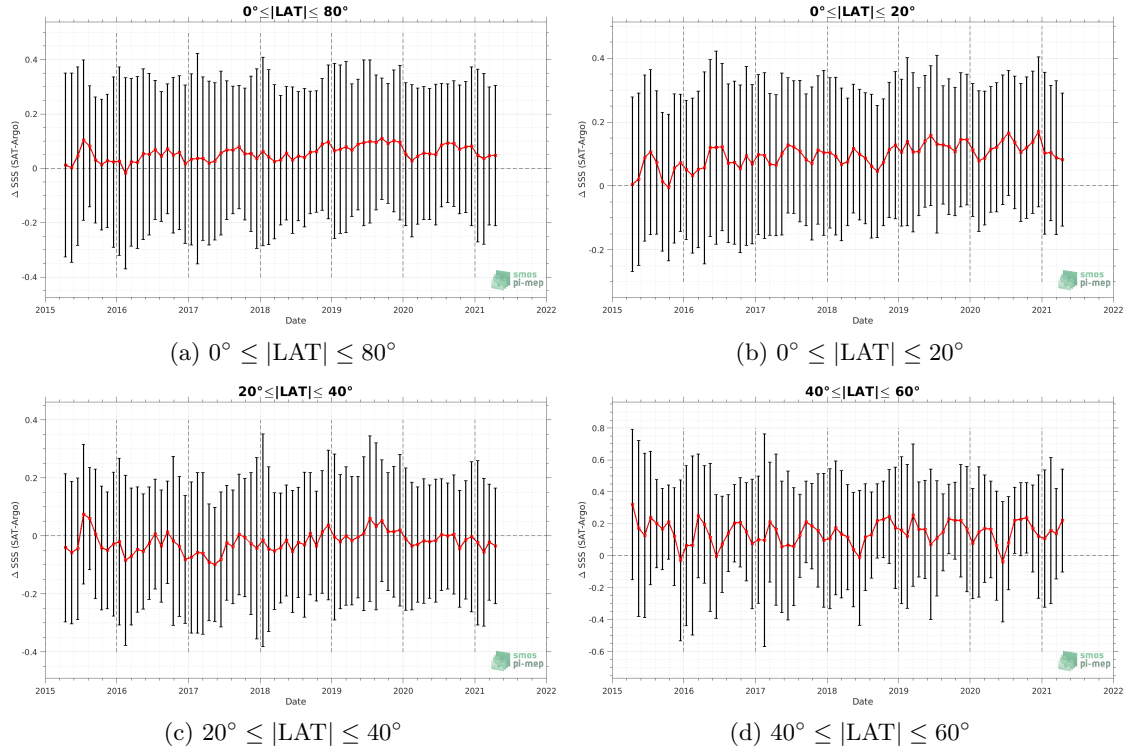 0°≤|LAT|≤ 80°
Δ SSS (SAT-Argo)
0.4
0.2
0
-0.2
-0.4
2015 2016 2017 2018 2019 2020 2021 2022
Date
smos
pi-mep
(a) 0° ≤ |LAT| ≤ 80°
0°≤|LAT|≤ 20°
Δ SSS (SAT-Argo)
0.4
0.2
0
-0.2
2015 2016 2017 2018 2019 2020 2021 2022
Date
smos
pi-mep
(b) 0° ≤ |LAT| ≤ 20°
20°≤|LAT|≤ 40°
Δ SSS (SAT-Argo)
0.4
0.2
0
-0.2
-0.4
2015 2016 2017 2018 2019 2020 2021 2022
Date
smos
pi-mep
(c) 20° ≤ |LAT| ≤ 40°
40°≤|LAT|≤ 60°
Δ SSS (SAT-Argo)
0.8
0.6
0.4
0.2
0
-0.2
-0.4
-0.6
2015 2016 2017 2018 2019 2020 2021 2022
Date
smos
pi-mep
(d) 40° ≤ |LAT| ≤ 60°